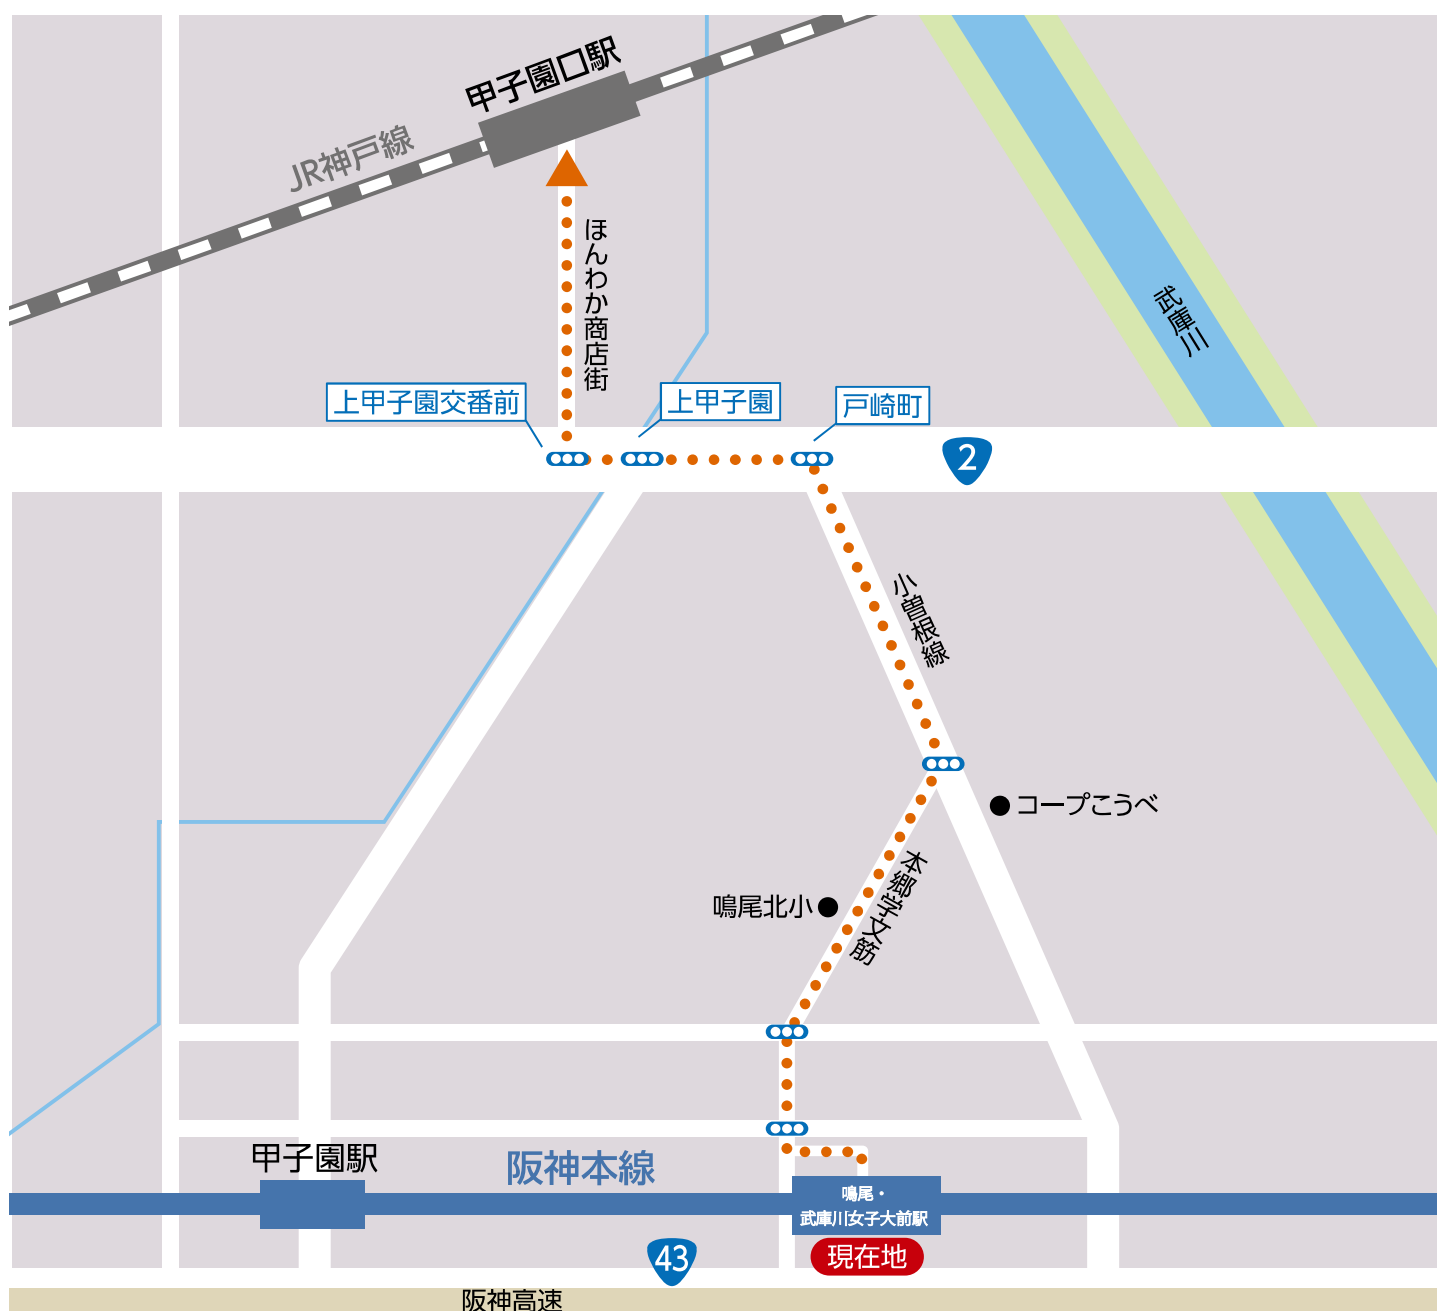 甲子園口駅
JR神戸線
ほんわか商店街
武庫川
上甲子園交番前
上甲子園
戸崎町
2
小曽根線
コープこうべ
本郷学文筋
鳴尾北小
甲子園駅
阪神本線
鳴尾・
武庫川女子大前駅
現在地
43
阪神高速